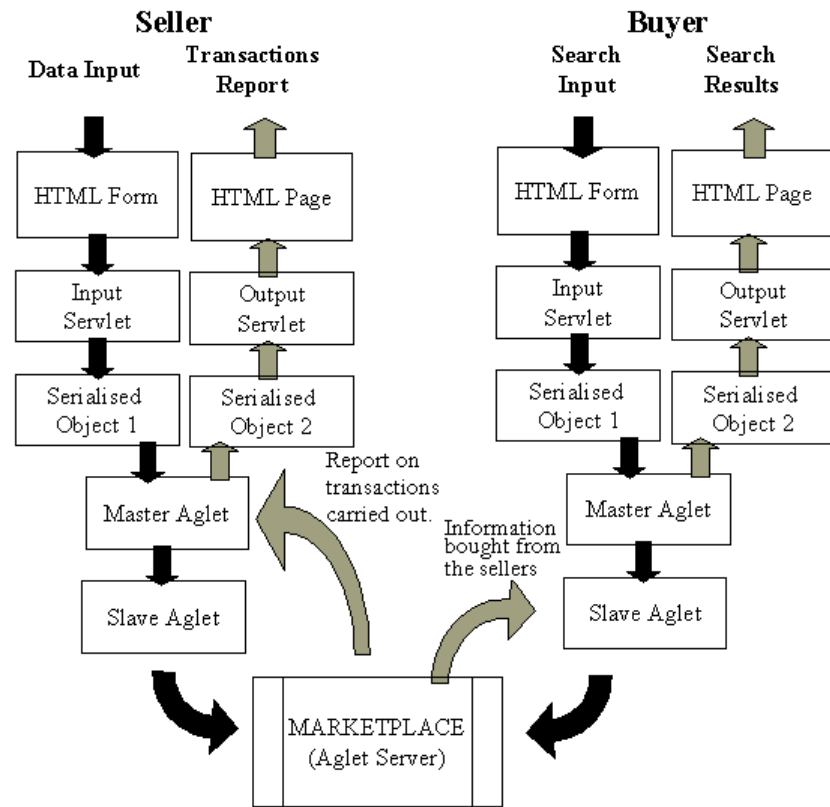 Seller
Buyer
Data Input
Transactions
Report
Search
Input
Search
Results
HTML Form
HTML Page
HTML Form
HTML Page
Input
Servlet
Output
Servlet
Input
Servlet
Output
Servlet
Serialised
Object 1
Serialised
Object 2
Serialised
Object 1
Serialised
Object 2
Report on
transactions
carried out.
Master Aglet
Master Aglet
Information
bought from
the sellers
Slave Aglet
Slave Aglet
MARKETPLACE
(Aglet Server)